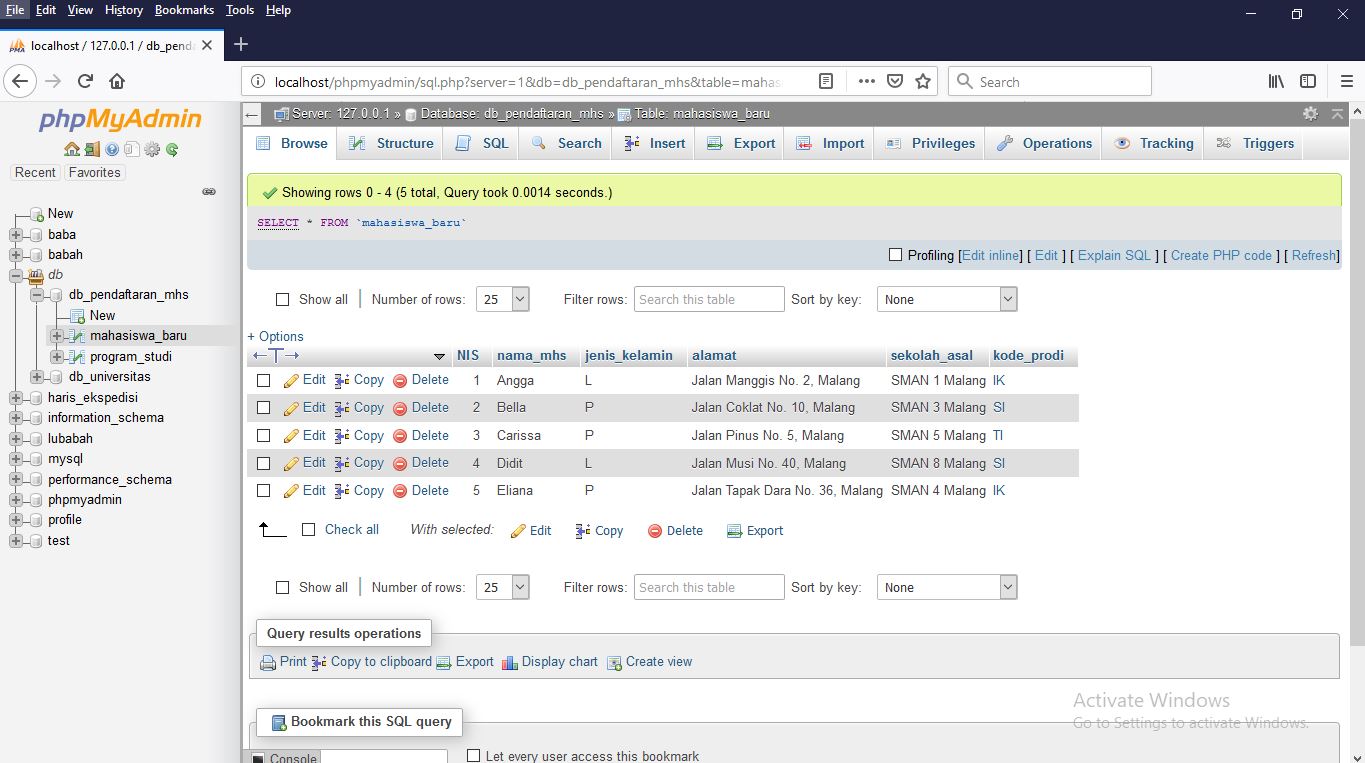 File Edit View History Bookmarks Tools Help
localhost / 127.0.0.1 / db_penda
localhost/phpmyadmin/sql.php?server=1&db=db_pendaftaran_mhs&table=mahas
Search
phpMyAdmin
Recent Favorites
New
baba
babah
db
db_pendaftaran_mhs
New
mahasiswa_baru
program_studi
db_universitas
haris_ekspedisi
information_schema
lubabah
mysql
performance_schema
phpmyadmin
profile
test
Server: 127.0.0.1 » Database: db_pendaftaran_mhs » Table: mahasiswa_baru
Browse Structure SQL Search Insert Export Import Privileges Operations Tracking Triggers
Showing rows 0 - 4 (5 total, Query took 0.0014 seconds.)
SELECT * FROM `mahasiswa_baru`
Profiling [Edit inline] [ Edit ] [ Explain SQL ] [ Create PHP code ] [ Refresh]
Show all | Number of rows: 25 Filter rows: Search this table Sort by key: None
+ Options
←T→ NIS nama_mhs jenis_kelamin alamat sekolah_asal kode_prodi
Edit Copy Delete 1 Angga L Jalan Manggis No. 2, Malang SMAN 1 Malang IK
Edit Copy Delete 2 Bella P Jalan Coklat No. 10, Malang SMAN 3 Malang SI
Edit Copy Delete 3 Carissa P Jalan Pinus No. 5, Malang SMAN 5 Malang TI
Edit Copy Delete 4 Didit L Jalan Musi No. 40, Malang SMAN 8 Malang SI
Edit Copy Delete 5 Eliana P Jalan Tapak Dara No. 36, Malang SMAN 4 Malang IK
Check all With selected: Edit Copy Delete Export
Show all | Number of rows: 25 Filter rows: Search this table Sort by key: None
Query results operations
Print Copy to clipboard Export Display chart Create view
Activate Windows
Go to Settings to activate Windows.
Bookmark this SQL query
Console
Let every user access this bookmark